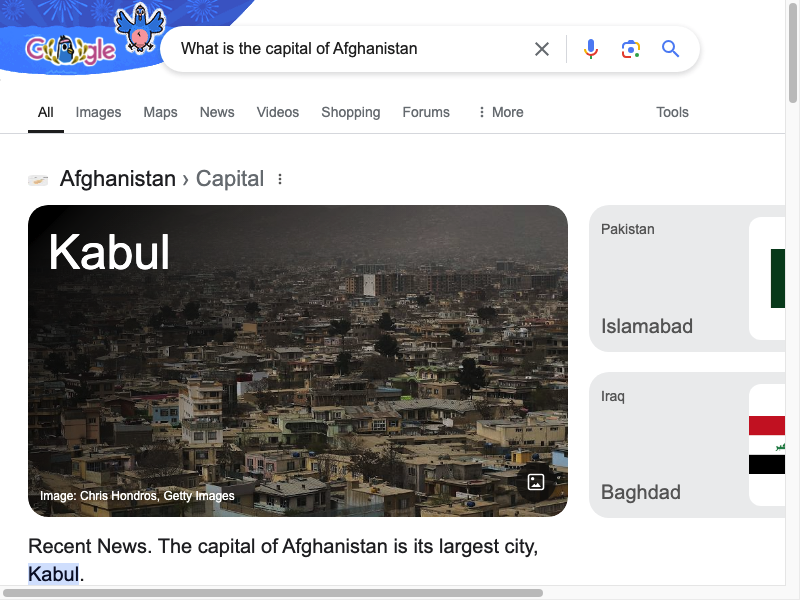 Google
What is the capital of Afghanistan
All Images Maps News Videos Shopping Forums More Tools
Afghanistan › Capital
Kabul
Image: Chris Hondros, Getty Images
Pakistan
Islamabad
Iraq
Baghdad
Recent News. The capital of Afghanistan is its largest city,
Kabul.